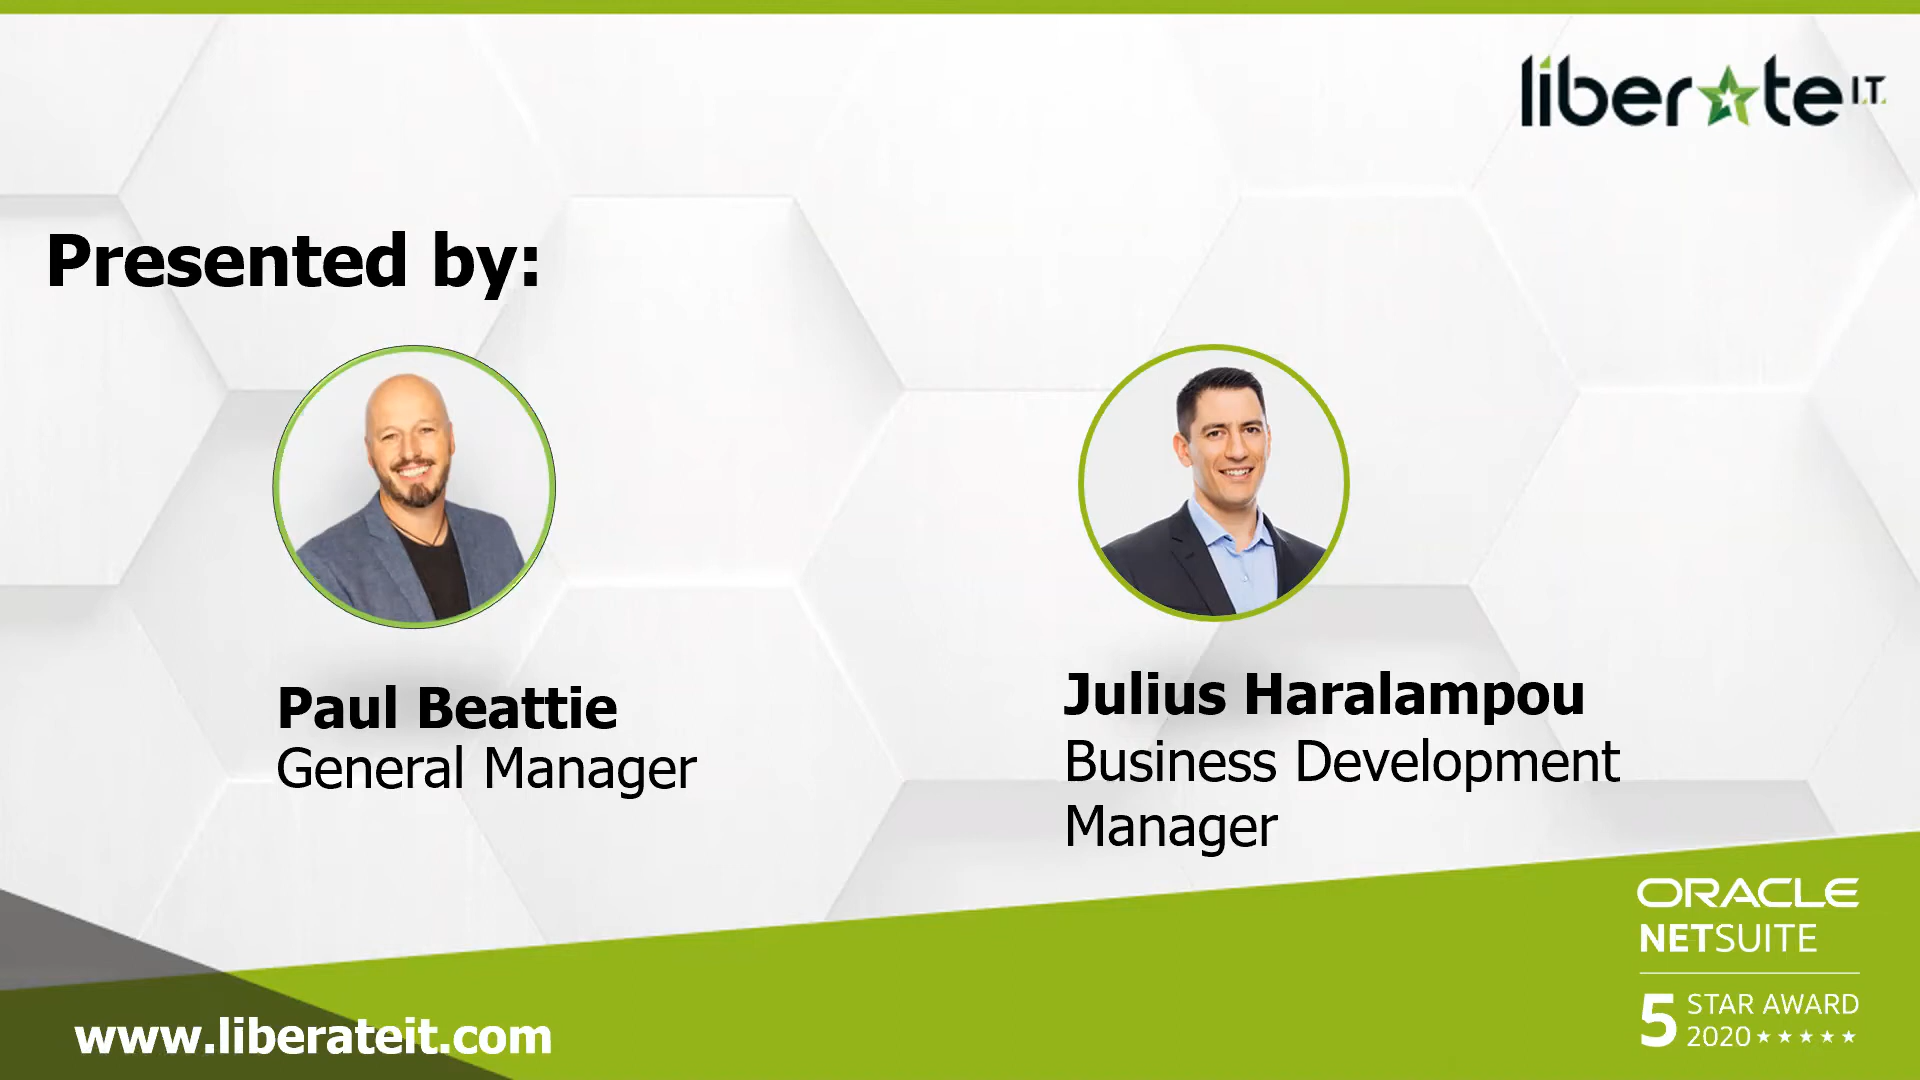 liberate I.T.
Presented by:
Paul Beattie
General Manager
Julius Haralampou
Business Development
Manager
ORACLE
NETSUITE
5 STAR AWARD
2020
www.liberateit.com